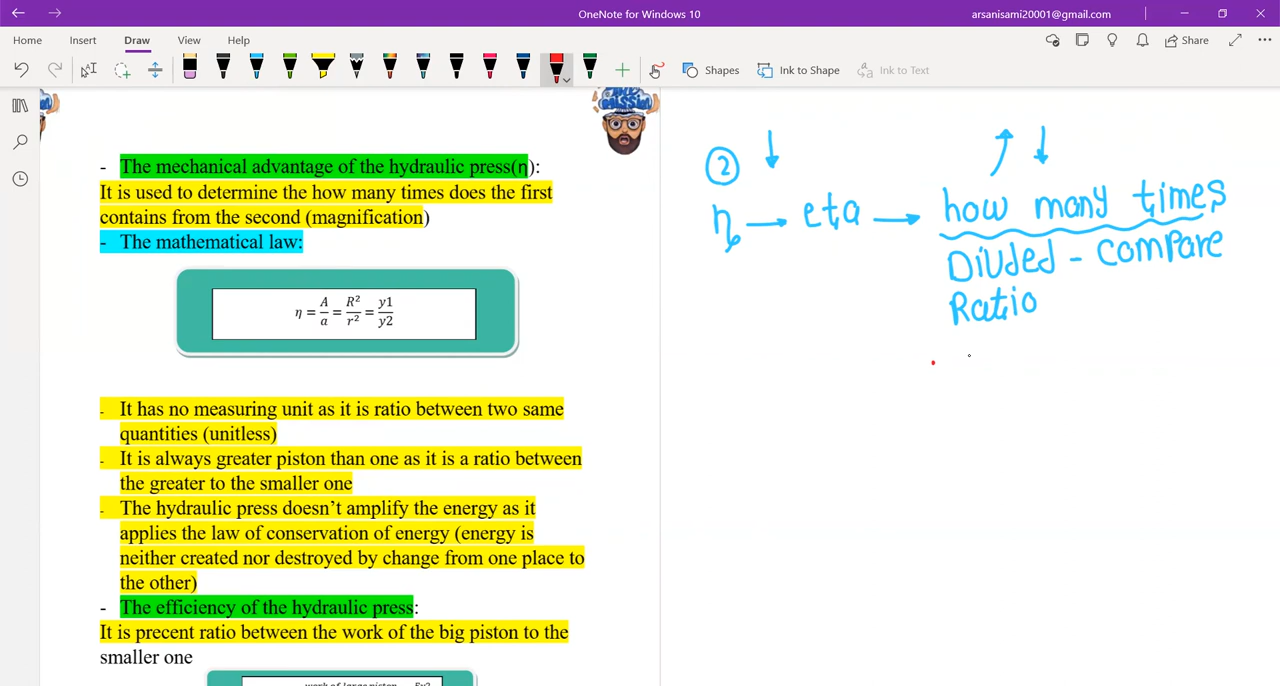 OneNote for Windows 10
arsanisami20001@gmail.com
Home Insert Draw View Help
Share
Shapes Ink to Shape Ink to Text
- The mechanical advantage of the hydraulic press(η):
It is used to determine the how many times does the first
contains from the second (magnification)
- The mathematical law:
η = A/a = R²/r² = y1/y2
- It has no measuring unit as it is ratio between two same
quantities (unitless)
- It is always greater piston than one as it is a ratio between
the greater to the smaller one
- The hydraulic press doesn't amplify the energy as it
applies the law of conservation of energy (energy is
neither created nor destroyed by change from one place to
the other)
- The efficiency of the hydraulic press:
It is precent ratio between the work of the big piston to the
smaller one
② ↓ ↑ ↓
η → eta → how many times
Divded - compare
Ratio